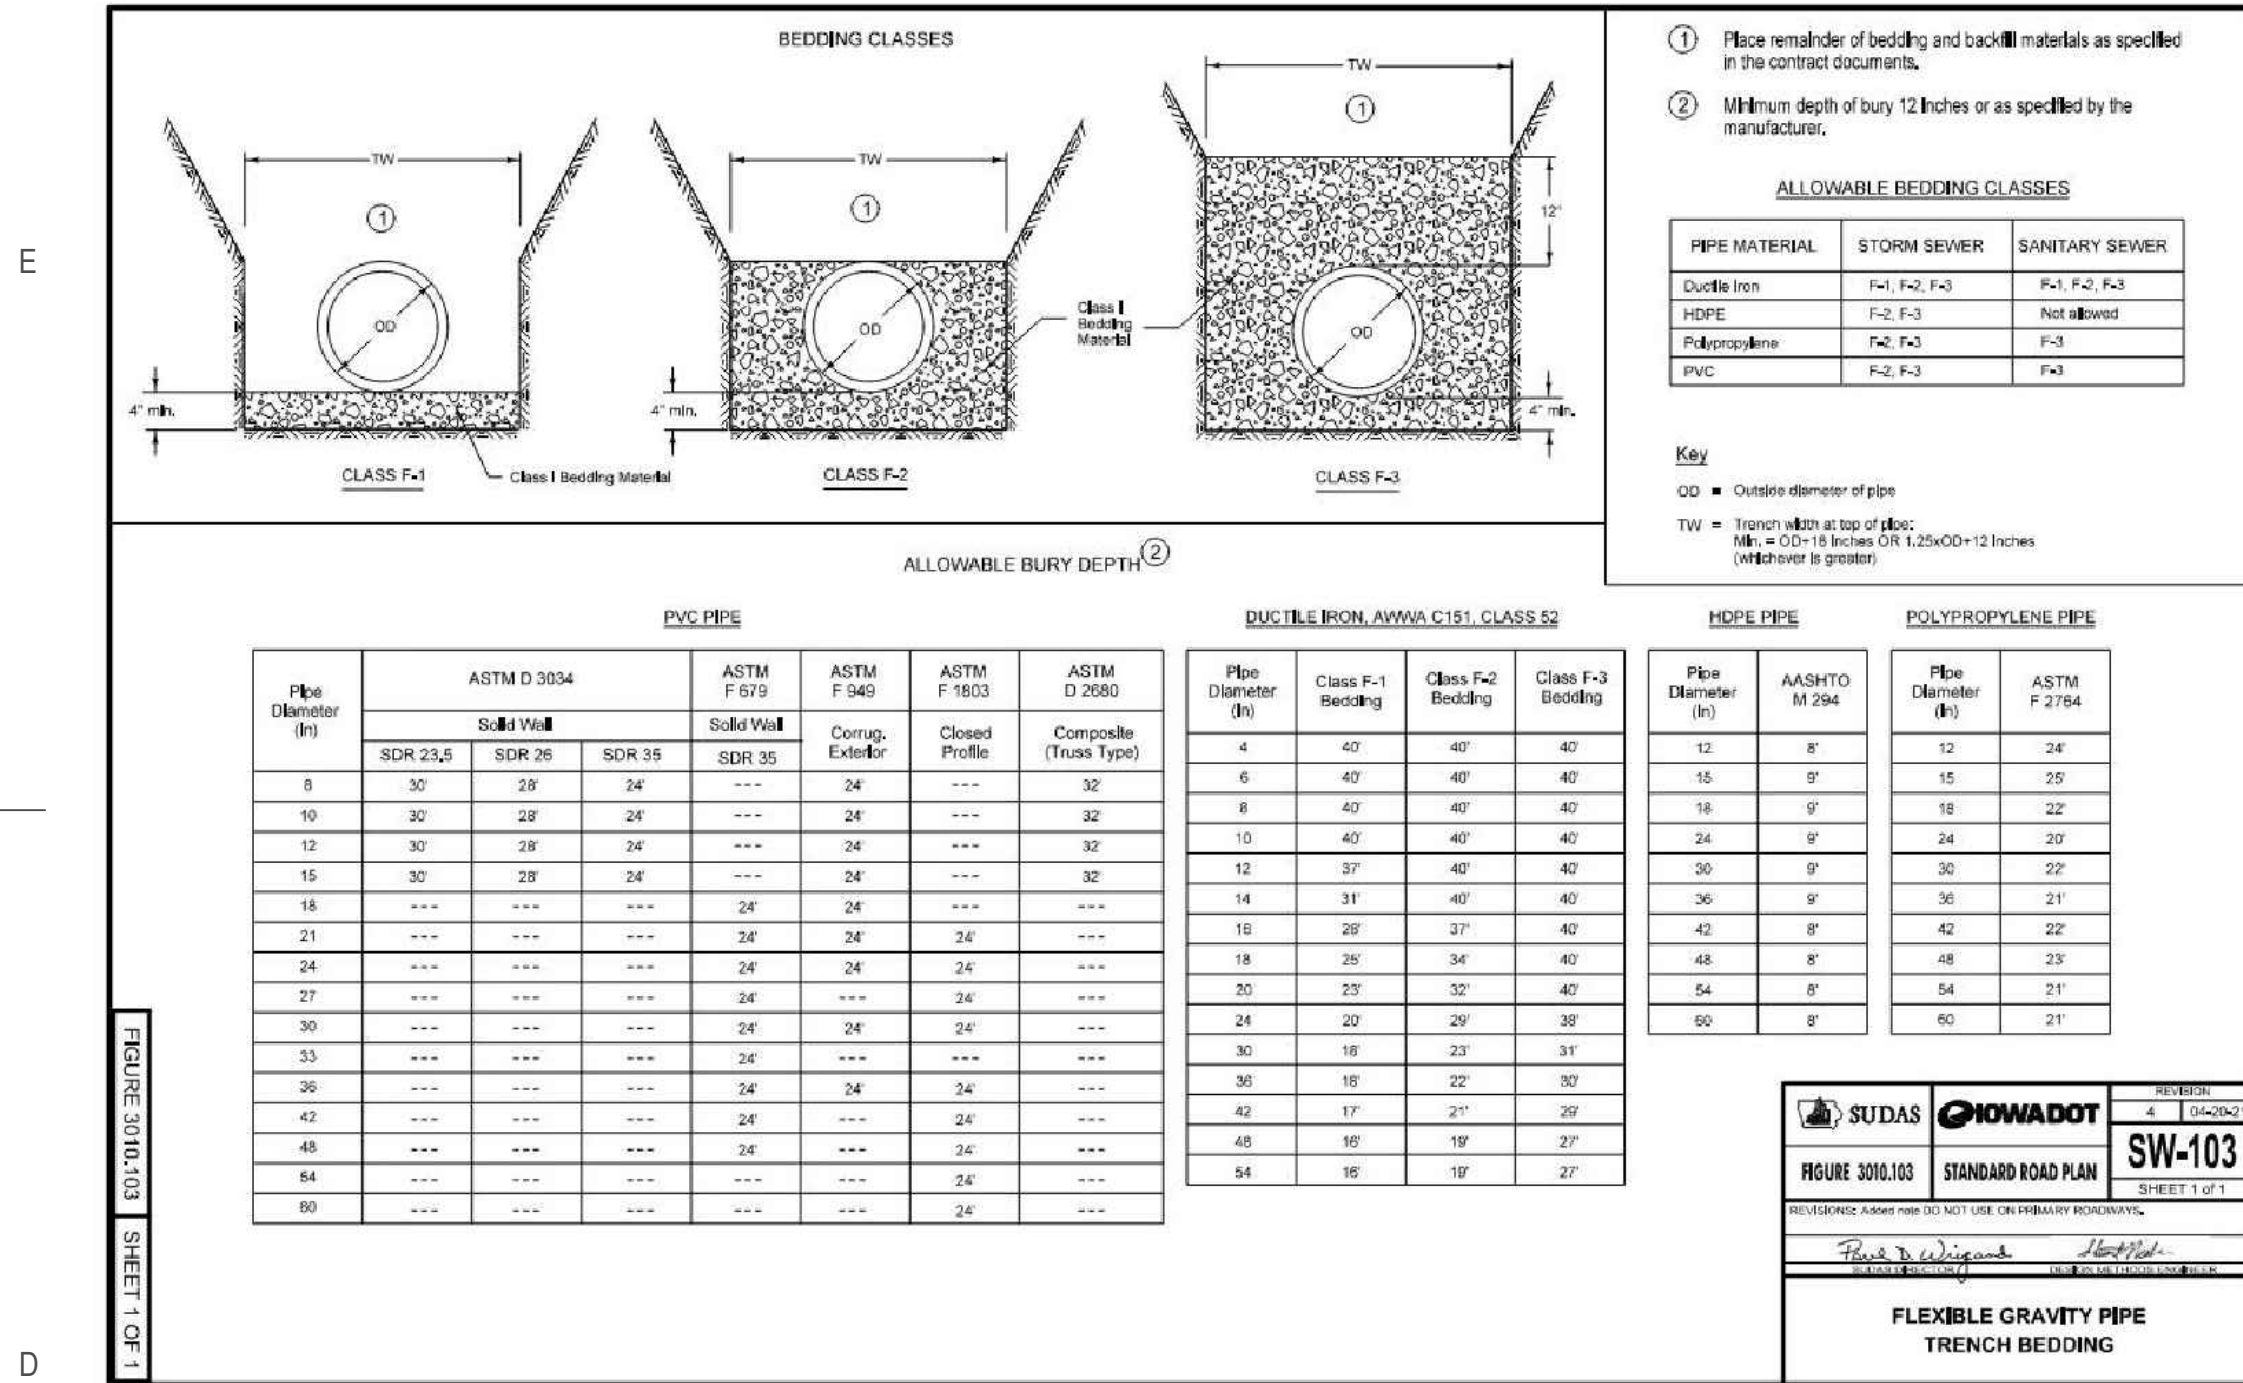 E
D
BEDDING CLASSES
TW
1
OD
4" min.
CLASS F-1
Class I Bedding Material
TW
1
OD
4" min.
CLASS F-2
Class I
Bedding
Material
TW
1
12"
OD
4" min.
CLASS F-3
1 Place remainder of bedding and backfill materials as specified
in the contract documents.
2 Minimum depth of bury 12 inches or as specified by the
manufacturer.
ALLOWABLE BEDDING CLASSES
PIPE MATERIAL STORM SEWER SANITARY SEWER
Ductile Iron F-1, F-2, F-3 F-1, F-2, F-3
HDPE F-2, F-3 Not allowed
Polypropylene F-2, F-3 F-3
PVC F-2, F-3 F-3
Key
OD = Outside diameter of pipe
TW = Trench width at top of pipe:
Min. = OD+18 Inches OR 1.25xOD+12 Inches
(whichever is greater)
ALLOWABLE BURY DEPTH 2
PVC PIPE
Pipe Diameter (in) ASTM D 3034 ASTM F 679 ASTM F 949 ASTM F 1803 ASTM D 2680
Solid Wall Solid Wall Corrug. Exterior Closed Profile Composite (Truss Type)
SDR 23.5 SDR 26 SDR 35 SDR 35
8 30' 28' 24' --- 24' --- 32'
10 30' 28' 24' --- 24' --- 32'
12 30' 28' 24' --- 24' --- 32'
15 30' 28' 24' --- 24' --- 32'
18 --- --- --- 24' 24' --- ---
21 --- --- --- 24' 24' 24' ---
24 --- --- --- 24' 24' 24' ---
27 --- --- --- 24' --- 24' ---
30 --- --- --- 24' 24' 24' ---
33 --- --- --- 24' --- --- ---
36 --- --- --- 24' 24' 24' ---
42 --- --- --- 24' --- 24' ---
48 --- --- --- 24' --- 24' ---
54 --- --- --- --- --- 24' ---
60 --- --- --- --- --- 24' ---
DUCTILE IRON, AWWA C151, CLASS 52
Pipe Diameter (in) Class F-1 Bedding Class F-2 Bedding Class F-3 Bedding
4 40' 40' 40'
6 40' 40' 40'
8 40' 40' 40'
10 40' 40' 40'
12 37' 40' 40'
14 31' 40' 40'
16 28' 37' 40'
18 25' 34' 40'
20 23' 32' 40'
24 20' 29' 38'
30 18' 23' 31'
36 18' 22' 30'
42 17' 21' 29'
48 16' 19' 27'
54 16' 19' 27'
HDPE PIPE
Pipe Diameter (in) AASHTO M 294
12 8'
15 9'
18 9'
24 9'
30 9'
36 9'
42 8'
48 8'
54 8'
60 8'
POLYPROPYLENE PIPE
Pipe Diameter (in) ASTM F 2764
12 24'
15 25'
18 22'
24 20'
30 22'
36 21'
42 22'
48 23'
54 21'
60 21'
FIGURE 3010.103
SHEET 1 OF 1
SUDAS
IOWADOT
REVISION
4 04-20-21
SW-103
SHEET 1 of 1
FIGURE 3010.103
STANDARD ROAD PLAN
REVISIONS: Added note DO NOT USE ON PRIMARY ROADWAYS.
Paul D. Wiegand
SUDAS DIRECTOR
DESIGN METHODS ENGINEER
FLEXIBLE GRAVITY PIPE
TRENCH BEDDING